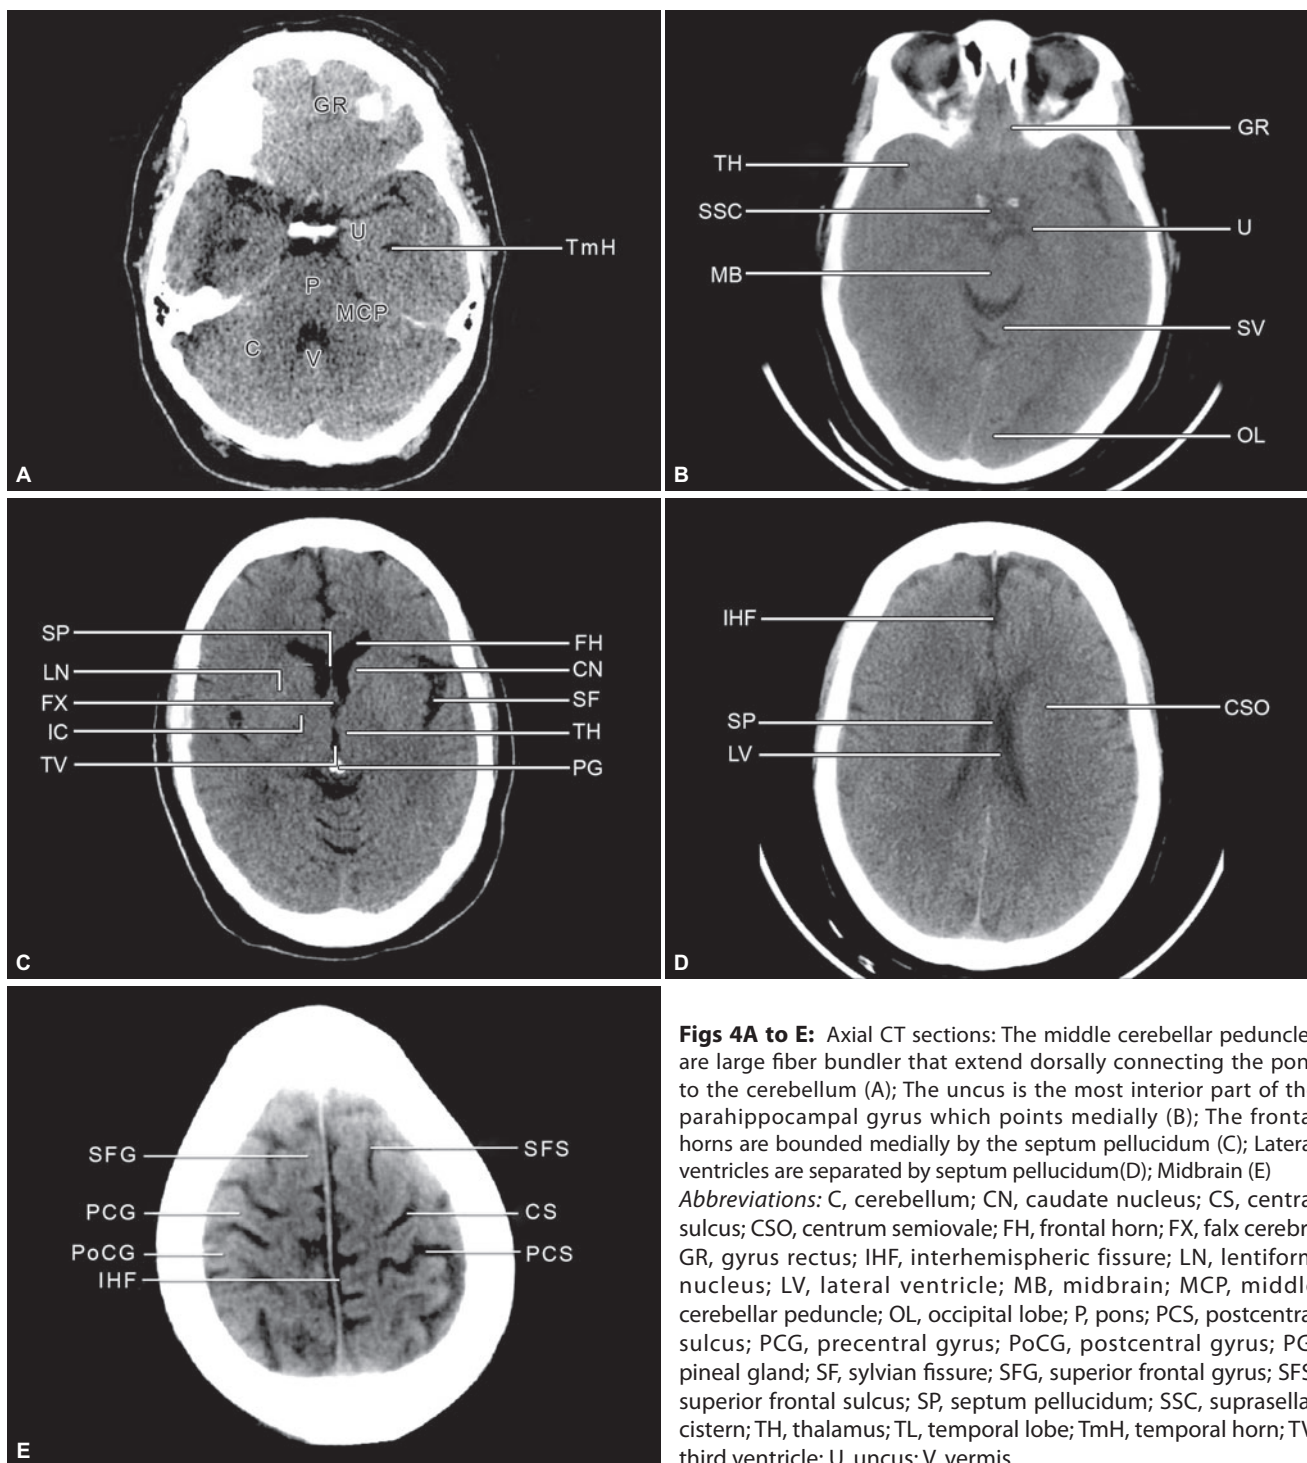 GR
U
TmH
P
MCP
C
V
A
GR
TH
SSC
U
MB
SV
OL
B
SP
FH
LN
CN
FX
SF
IC
TH
TV
PG
C
IHF
SP
CSO
LV
D
SFG
SFS
PCG
CS
PoCG
PCS
IHF
E
Figs 4A to E: Axial CT sections: The middle cerebellar peduncle
are large fiber bundler that extend dorsally connecting the pon
to the cerebellum (A); The uncus is the most interior part of th
parahippocampal gyrus which points medially (B); The fronta
horns are bounded medially by the septum pellucidum (C); Latera
ventricles are separated by septum pellucidum(D); Midbrain (E)
Abbreviations: C, cerebellum; CN, caudate nucleus; CS, centra
sulcus; CSO, centrum semiovale; FH, frontal horn; FX, falx cerebr
GR, gyrus rectus; IHF, interhemispheric fissure; LN, lentiform
nucleus; LV, lateral ventricle; MB, midbrain; MCP, middl
cerebellar peduncle; OL, occipital lobe; P, pons; PCS, postcentra
sulcus; PCG, precentral gyrus; PoCG, postcentral gyrus; PG
pineal gland; SF, sylvian fissure; SFG, superior frontal gyrus; SFS
superior frontal sulcus; SP, septum pellucidum; SSC, suprasella
cistern; TH, thalamus; TL, temporal lobe; TmH, temporal horn; TV
third ventricle; U, uncus; V, vermis